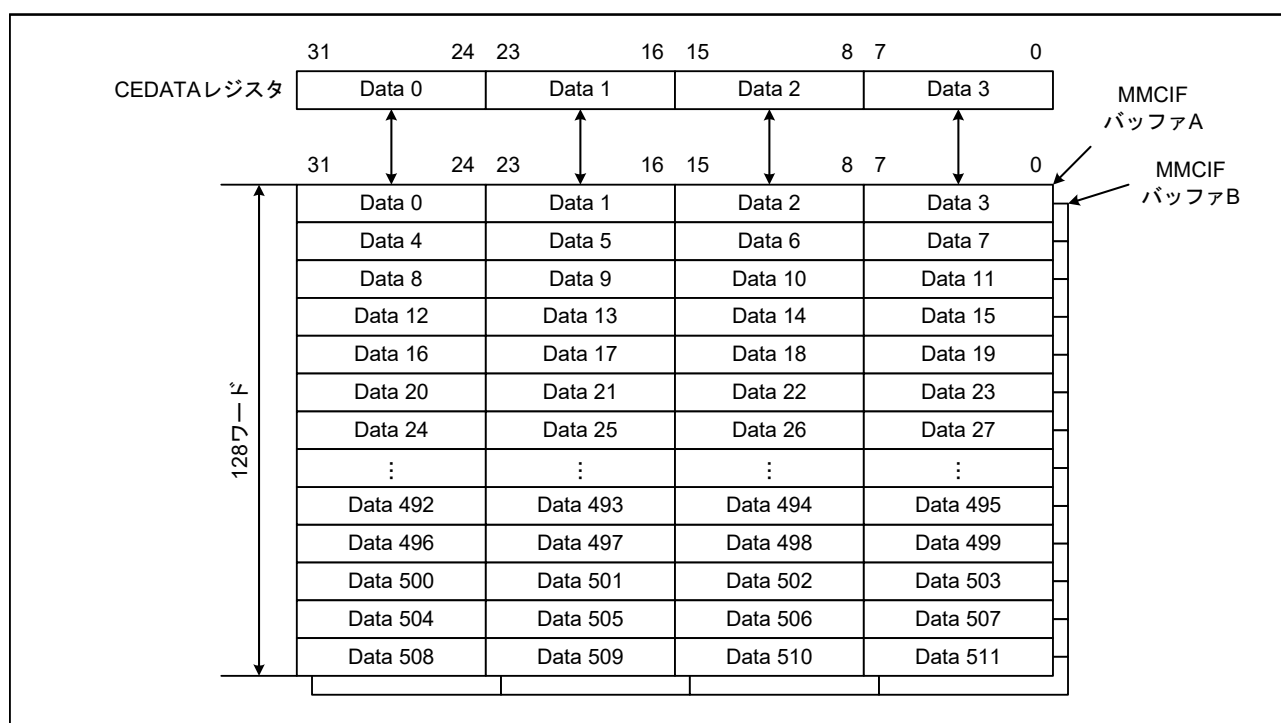 31 24 23 16 15 8 7 0
CEDATAレジスタ Data 0 Data 1 Data 2 Data 3
MMCIF
バッファA
31 24 23 16 15 8 7 0
MMCIF
バッファB
Data 0 Data 1 Data 2 Data 3
Data 4 Data 5 Data 6 Data 7
Data 8 Data 9 Data 10 Data 11
Data 12 Data 13 Data 14 Data 15
Data 16 Data 17 Data 18 Data 19
Data 20 Data 21 Data 22 Data 23
Data 24 Data 25 Data 26 Data 27
⋮ ⋮ ⋮ ⋮
Data 492 Data 493 Data 494 Data 495
Data 496 Data 497 Data 498 Data 499
Data 500 Data 501 Data 502 Data 503
Data 504 Data 505 Data 506 Data 507
Data 508 Data 509 Data 510 Data 511
128ワード